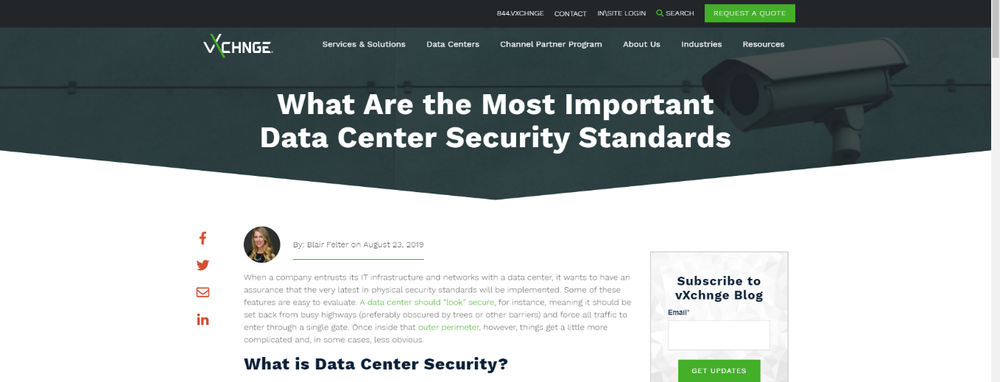 844.VXCHNGE CONTACT IN\SITE LOGIN SEARCH REQUEST A QUOTE
VXCHNGE
Services & Solutions Data Centers Channel Partner Program About Us Industries Resources
What Are the Most Important
Data Center Security Standards
By: Blair Felter on August 23, 2019
When a company entrusts its IT infrastructure and networks with a data center, it wants to have an
assurance that the very latest in physical security standards will be implemented. Some of these
features are easy to evaluate. A data center should “look” secure, for instance, meaning it should be
set back from busy highways (preferably obscured by trees or other barriers) and force all traffic to
enter through a single gate. Once inside that outer perimeter, however, things get a little more
complicated and, in some cases, less obvious.
What is Data Center Security?
Subscribe to
vXchnge Blog
Email*
GET UPDATES